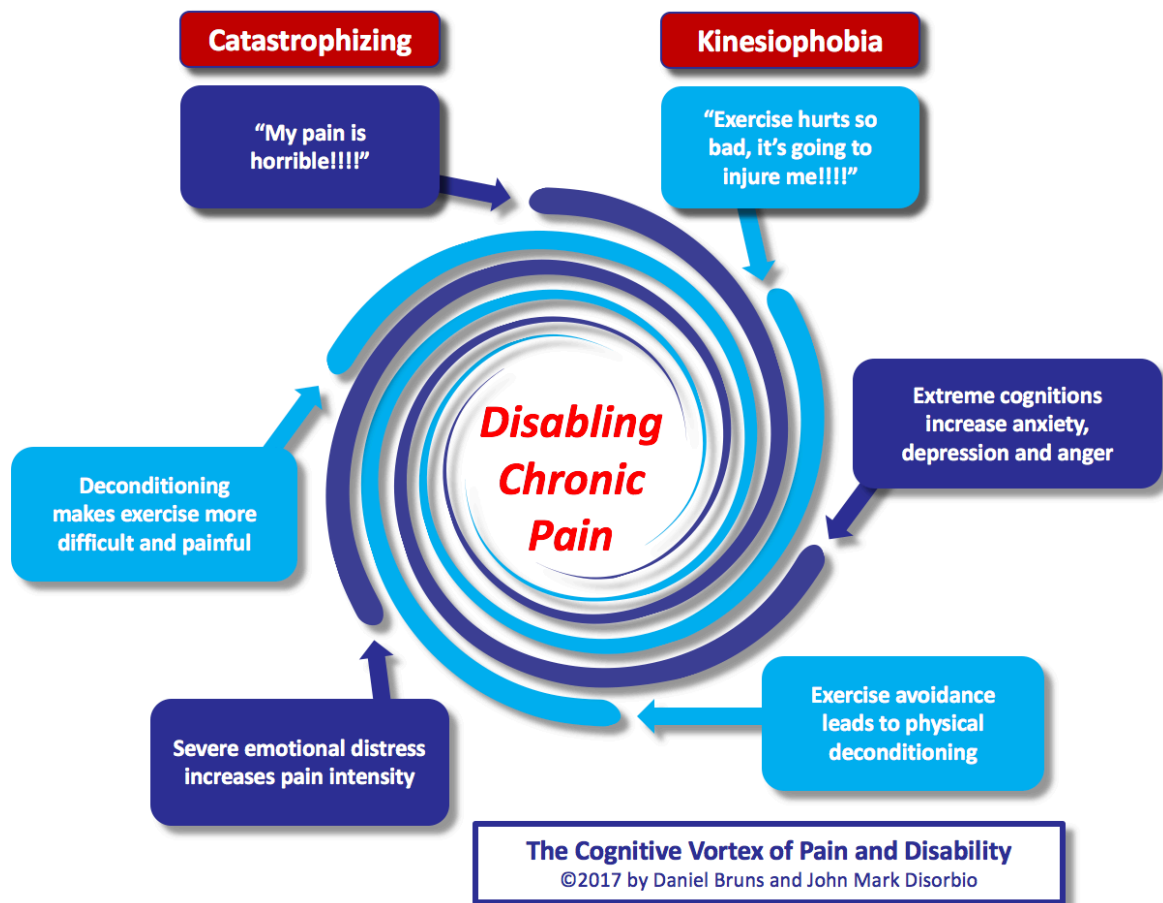 Catastrophizing
Kinesiophobia
“My pain is
horrible!!!!”
“Exercise hurts so
bad, it’s going to
injure me!!!!”
Extreme cognitions
increase anxiety,
depression and anger
Disabling
Chronic
Pain
Deconditioning
makes exercise more
difficult and painful
Exercise avoidance
leads to physical
deconditioning
Severe emotional distress
increases pain intensity
The Cognitive Vortex of Pain and Disability
©2017 by Daniel Bruns and John Mark Disorbio